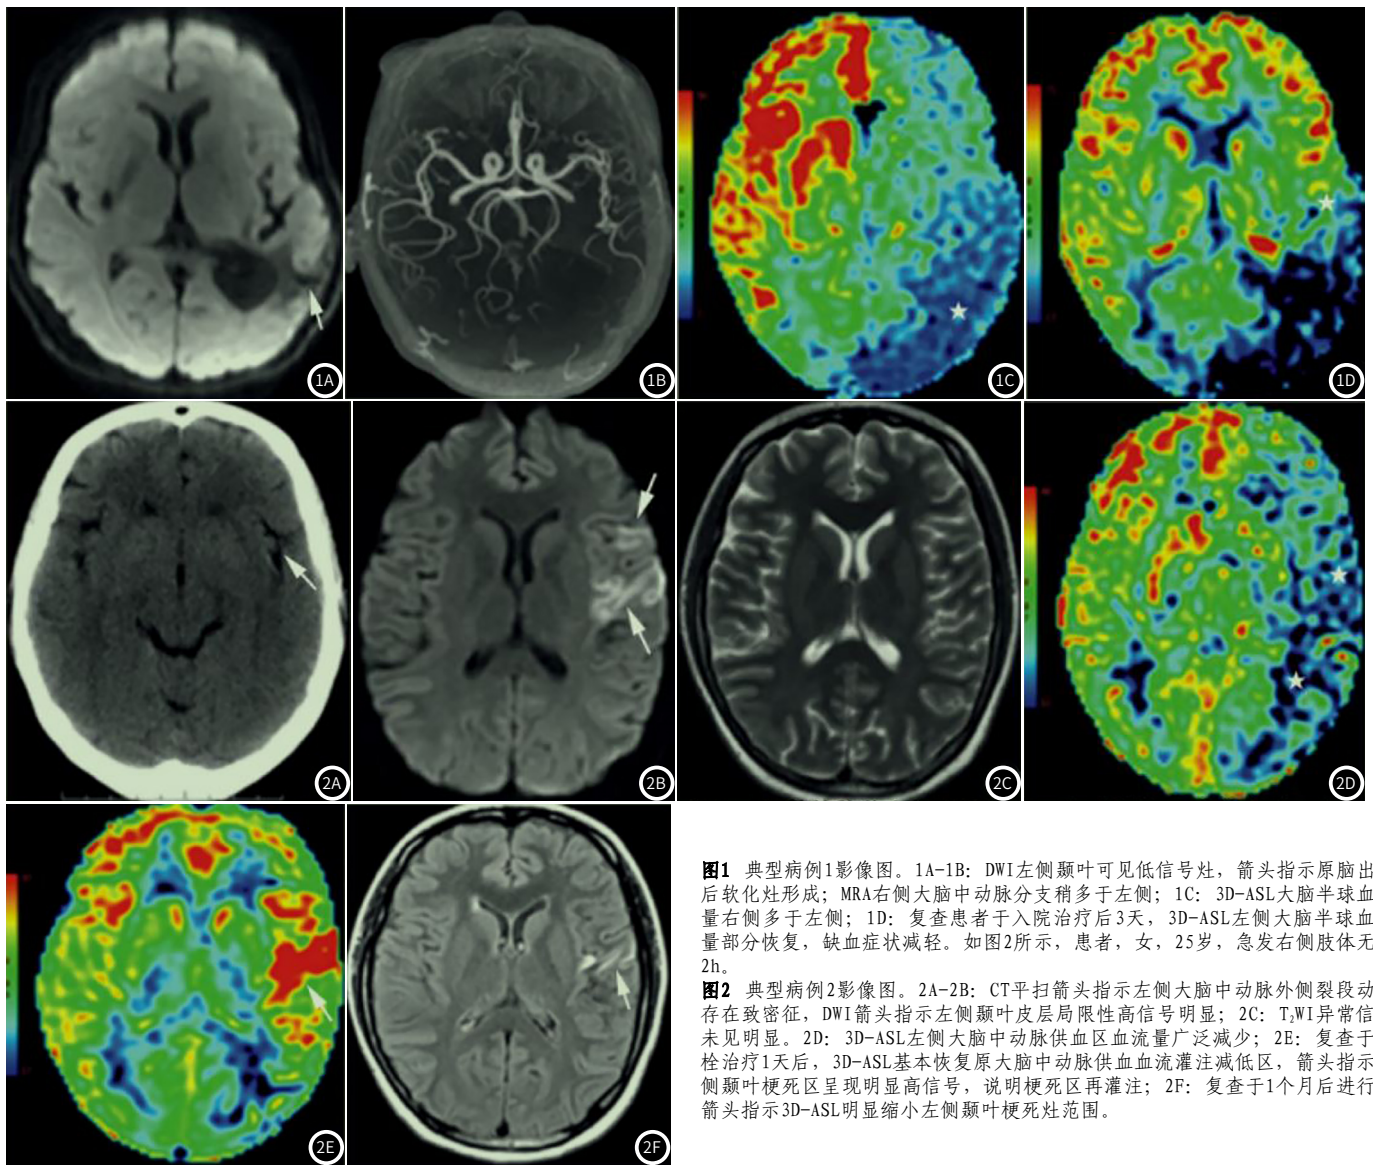 1A
1B
1C
1D
2A
2B
2C
2D
2E
2F
图1 典型病例1影像图。1A-1B：DWI左侧颞叶可见低信号灶，箭头指示原脑出
后软化灶形成；MRA右侧大脑中动脉分支稍多于左侧；1C：3D-ASL大脑半球血
量右侧多于左侧；1D：复查患者于入院治疗后3天，3D-ASL左侧大脑半球血
量部分恢复，缺血症状减轻。如图2所示，患者，女，25岁，急发右侧肢体无
2h。
图2 典型病例2影像图。2A-2B：CT平扫箭头指示左侧大脑中动脉外侧裂段动
存在致密征，DWI箭头指示左侧颞叶皮层局限性高信号明显；2C：T₂WI异常信
未见明显。2D：3D-ASL左侧大脑中动脉供血区血流量广泛减少；2E：复查于
栓治疗1天后，3D-ASL基本恢复原大脑中动脉供血血流灌注减低区，箭头指示
侧颞叶梗死区呈现明显高信号，说明梗死区再灌注；2F：复查于1个月后进行
箭头指示3D-ASL明显缩小左侧颞叶梗死灶范围。